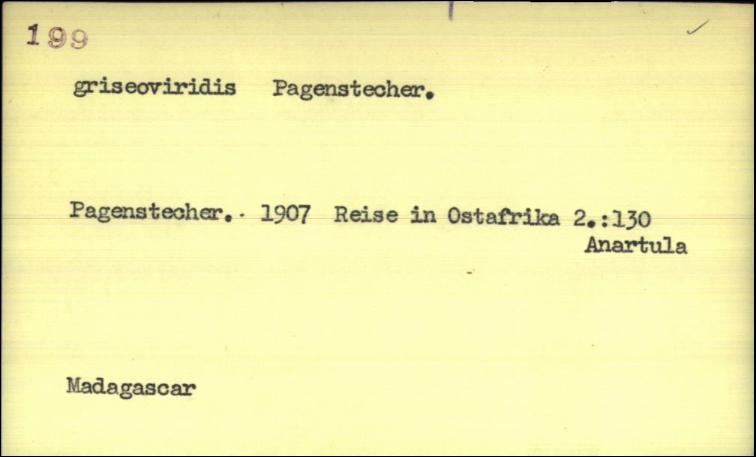 199
griseoviridis Pagenstecher.
Pagenstecher.. 1907 Reise in Ostafrika 2.:130
Anartula
Madagascar